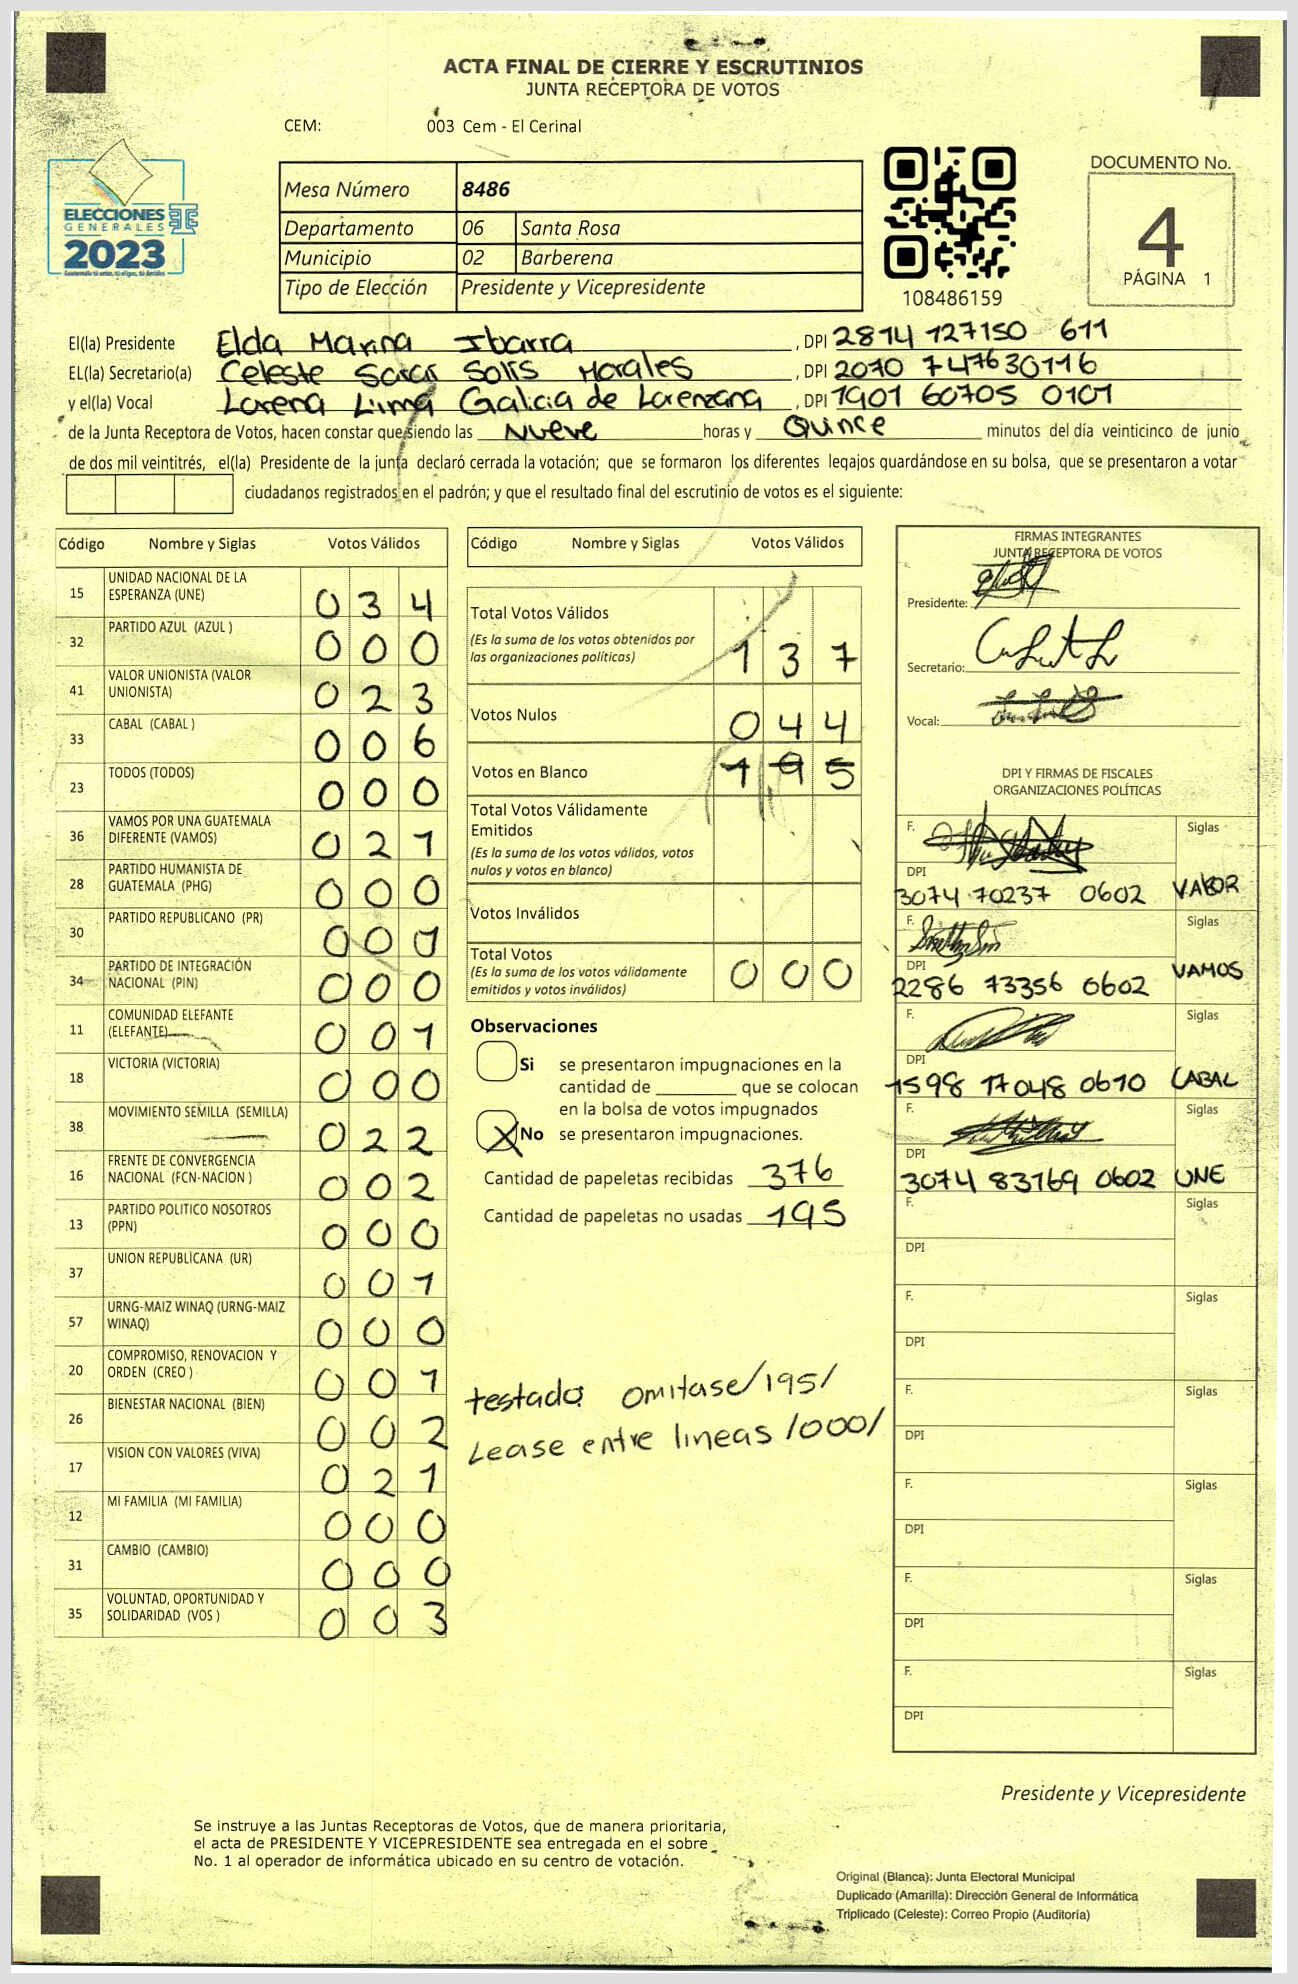 ACTA FINAL DE CIERRE Y ESCRUTINIOS
JUNTA RECEPTORA DE VOTOS
CEM: 003 Cem - El Cerinal
ELECCIONES
GENERALES
2023
Mesa Número 8486
Departamento 06 Santa Rosa
Municipio 02 Barberena
Tipo de Elección Presidente y Vicepresidente
108486159
DOCUMENTO No.
4
PÁGINA 1
El(la) Presidente Elda Marina Ibarra, DPI 2814 127150 611
EL(la) Secretario(a) Celeste Sarai Solis Morales, DPI 2070 747630116
y el(la) Vocal Lorena Lima Galicia de Lorenzana, DPI 1901 60705 0101
de la Junta Receptora de Votos, hacen constar que siendo las Nueve horas y Quince minutos del día veinticinco de junio
de dos mil veintitrés, el(la) Presidente de la junta declaró cerrada la votación; que se formaron los diferentes legajos guardándose en su bolsa, que se presentaron a votar
ciudadanos registrados en el padrón; y que el resultado final del escrutinio de votos es el siguiente:
Código Nombre y Siglas Votos Válidos
15 UNIDAD NACIONAL DE LA ESPERANZA (UNE) 0 3 4
32 PARTIDO AZUL (AZUL ) 0 0 0
41 VALOR UNIONISTA (VALOR UNIONISTA) 0 2 3
33 CABAL (CABAL ) 0 0 6
23 TODOS (TODOS) 0 0 0
36 VAMOS POR UNA GUATEMALA DIFERENTE (VAMOS) 0 2 1
28 PARTIDO HUMANISTA DE GUATEMALA (PHG) 0 0 0
30 PARTIDO REPUBLICANO (PR) 0 0 1
34 PARTIDO DE INTEGRACIÓN NACIONAL (PIN) 0 0 0
11 COMUNIDAD ELEFANTE (ELEFANTE) 0 0 1
18 VICTORIA (VICTORIA) 0 0 0
38 MOVIMIENTO SEMILLA (SEMILLA) 0 2 2
16 FRENTE DE CONVERGENCIA NACIONAL (FCN-NACION ) 0 0 2
13 PARTIDO POLITICO NOSOTROS (PPN) 0 0 0
37 UNION REPUBLICANA (UR) 0 0 1
57 URNG-MAIZ WINAQ (URNG-MAIZ WINAQ) 0 0 0
20 COMPROMISO, RENOVACION Y ORDEN (CREO ) 0 0 1
26 BIENESTAR NACIONAL (BIEN) 0 0 2
17 VISION CON VALORES (VIVA) 0 2 1
12 MI FAMILIA (MI FAMILIA) 0 0 0
31 CAMBIO (CAMBIO) 0 0 0
35 VOLUNTAD, OPORTUNIDAD Y SOLIDARIDAD (VOS ) 0 0 3
Código Nombre y Siglas Votos Válidos
Total Votos Válidos 1 3 7
(Es la suma de los votos obtenidos por
las organizaciones políticas)
Votos Nulos 0 4 4
Votos en Blanco 1 9 5
Total Votos Válidamente
Emitidos
(Es la suma de los votos válidos, votos
nulos y votos en blanco)
Votos Inválidos
Total Votos 0 0 0
(Es la suma de los votos válidamente
emitidos y votos inválidos)
Observaciones
Si se presentaron impugnaciones en la
cantidad de ________ que se colocan
en la bolsa de votos impugnados
X No se presentaron impugnaciones.
Cantidad de papeletas recibidas 376
Cantidad de papeletas no usadas 195
testado: omitase/195/
Lease entre lineas /000/
FIRMAS INTEGRANTES
JUNTA RECEPTORA DE VOTOS
Presidente:
Secretario:
Vocal:
DPI Y FIRMAS DE FISCALES
ORGANIZACIONES POLÍTICAS
F. Siglas
DPI
3074 70237 0602 VALOR
F. Siglas
DPI
2286 73356 0602 VAMOS
F. Siglas
DPI
1598 17048 0610 CABAL
F. Siglas
DPI
3074 83169 0602 UNE
F. Siglas
DPI
F. Siglas
DPI
F. Siglas
DPI
F. Siglas
DPI
F. Siglas
DPI
F. Siglas
DPI
Presidente y Vicepresidente
Se instruye a las Juntas Receptoras de Votos, que de manera prioritaria,
el acta de PRESIDENTE Y VICEPRESIDENTE sea entregada en el sobre
No. 1 al operador de informática ubicado en su centro de votación.
Original (Blanca): Junta Electoral Municipal
Duplicado (Amarilla): Dirección General de Informática
Triplicado (Celeste): Correo Propio (Auditoría)